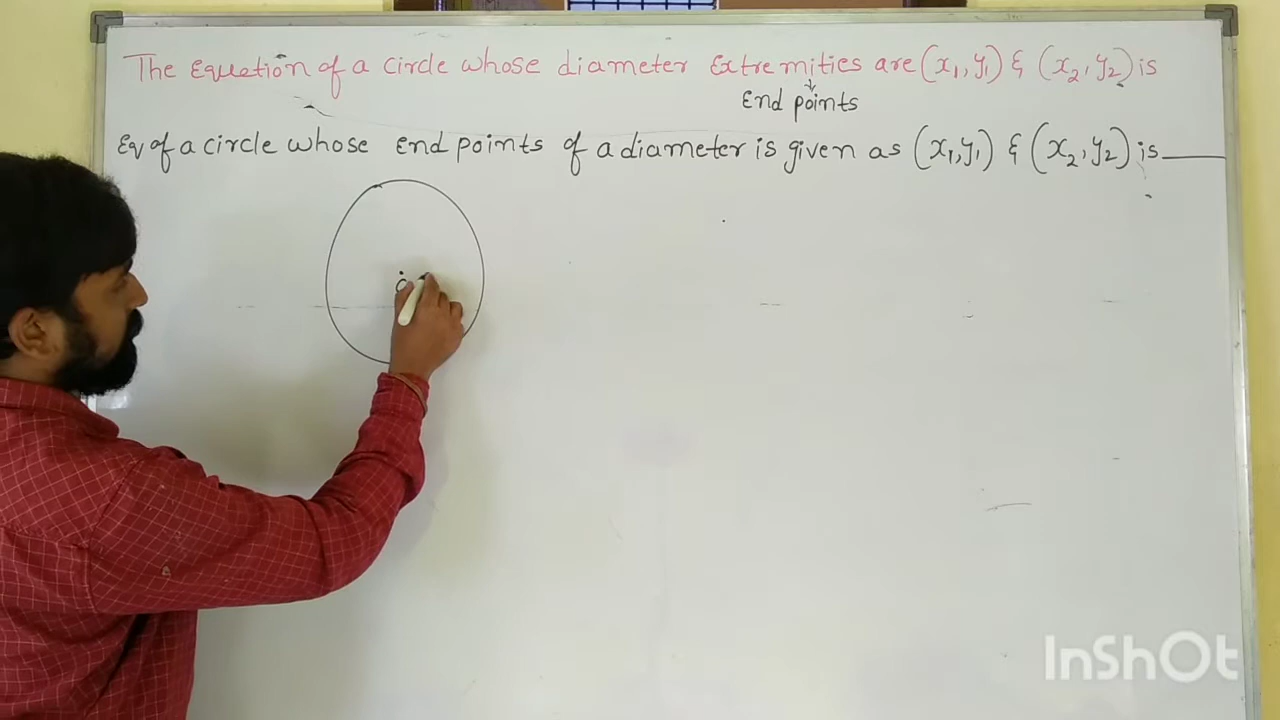 The Equation of a circle whose diameter Extremities are (x₁, y₁) & (x₂, y₂) is
↓
End points
Eq of a circle whose End points of a diameter is given as (x₁, y₁) & (x₂, y₂) is ____
InShOt